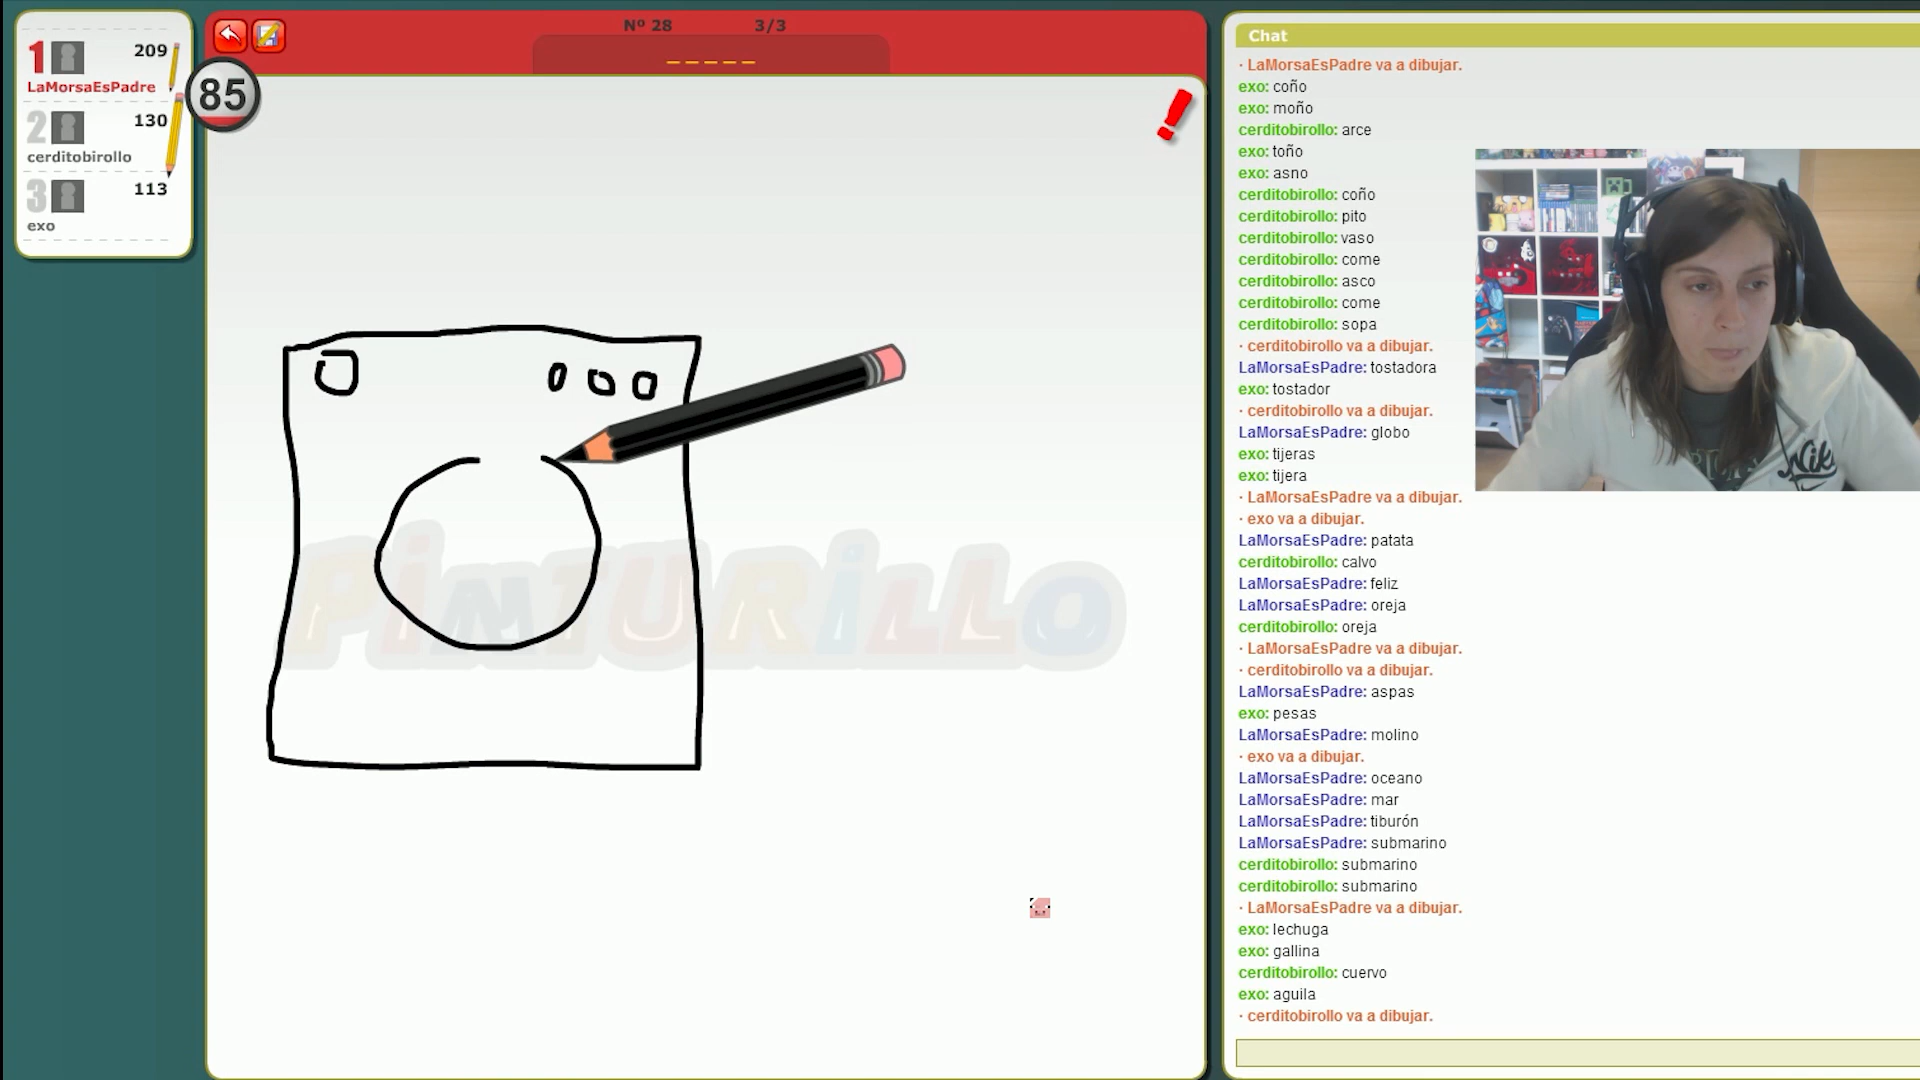 Nº 28 3/3
_ _ _ _ _
1 209
LaMorsaEsPadre
2 130
cerditobirollo
3 113
exo
85
PiNTURiLLO
Chat
· LaMorsaEsPadre va a dibujar.
exo: coño
exo: moño
cerditobirollo: arce
exo: toño
exo: asno
cerditobirollo: coño
cerditobirollo: pito
cerditobirollo: vaso
cerditobirollo: come
cerditobirollo: asco
cerditobirollo: come
cerditobirollo: sopa
· cerditobirollo va a dibujar.
LaMorsaEsPadre: tostadora
exo: tostador
· cerditobirollo va a dibujar.
LaMorsaEsPadre: globo
exo: tijeras
exo: tijera
· LaMorsaEsPadre va a dibujar.
· exo va a dibujar.
LaMorsaEsPadre: patata
cerditobirollo: calvo
LaMorsaEsPadre: feliz
LaMorsaEsPadre: oreja
cerditobirollo: oreja
· LaMorsaEsPadre va a dibujar.
· cerditobirollo va a dibujar.
LaMorsaEsPadre: aspas
exo: pesas
LaMorsaEsPadre: molino
· exo va a dibujar.
LaMorsaEsPadre: oceano
LaMorsaEsPadre: mar
LaMorsaEsPadre: tiburón
LaMorsaEsPadre: submarino
cerditobirollo: submarino
cerditobirollo: submarino
· LaMorsaEsPadre va a dibujar.
exo: lechuga
exo: gallina
cerditobirollo: cuervo
exo: aguila
· cerditobirollo va a dibujar.